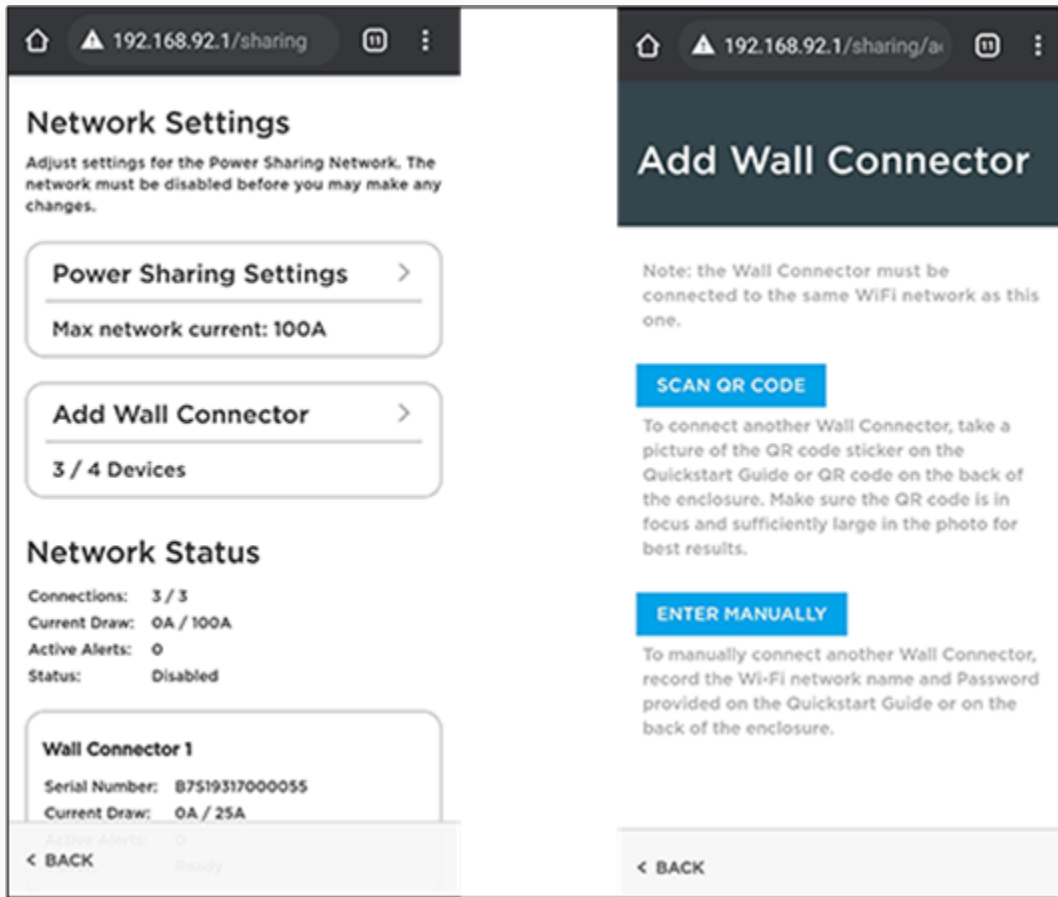 192.168.92.1/sharing
11
Network Settings
Adjust settings for the Power Sharing Network. The
network must be disabled before you may make any
changes.
Power Sharing Settings >
Max network current: 100A
Add Wall Connector >
3 / 4 Devices
Network Status
Connections: 3 / 3
Current Draw: 0A / 100A
Active Alerts: 0
Status: Disabled
Wall Connector 1
Serial Number: B7519317000055
Current Draw: 0A / 25A
Active Alerts: 0
Ready
< BACK
192.168.92.1/sharing/a
11
Add Wall Connector
Note: the Wall Connector must be
connected to the same WiFi network as this
one.
SCAN QR CODE
To connect another Wall Connector, take a
picture of the QR code sticker on the
Quickstart Guide or QR code on the back of
the enclosure. Make sure the QR code is in
focus and sufficiently large in the photo for
best results.
ENTER MANUALLY
To manually connect another Wall Connector,
record the Wi-Fi network name and Password
provided on the Quickstart Guide or on the
back of the enclosure.
< BACK